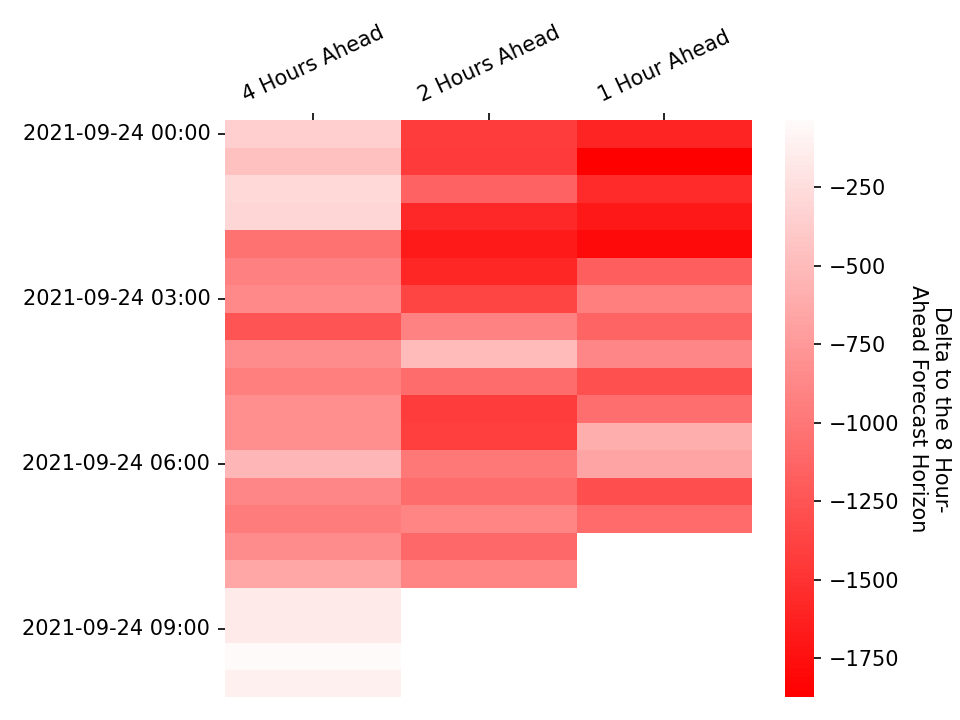 4 Hours Ahead
2 Hours Ahead
1 Hour Ahead
2021-09-24 00:00
2021-09-24 03:00
2021-09-24 06:00
2021-09-24 09:00
−250
−500
−750
−1000
−1250
−1500
−1750
Delta to the 8 Hour-
Ahead Forecast Horizon